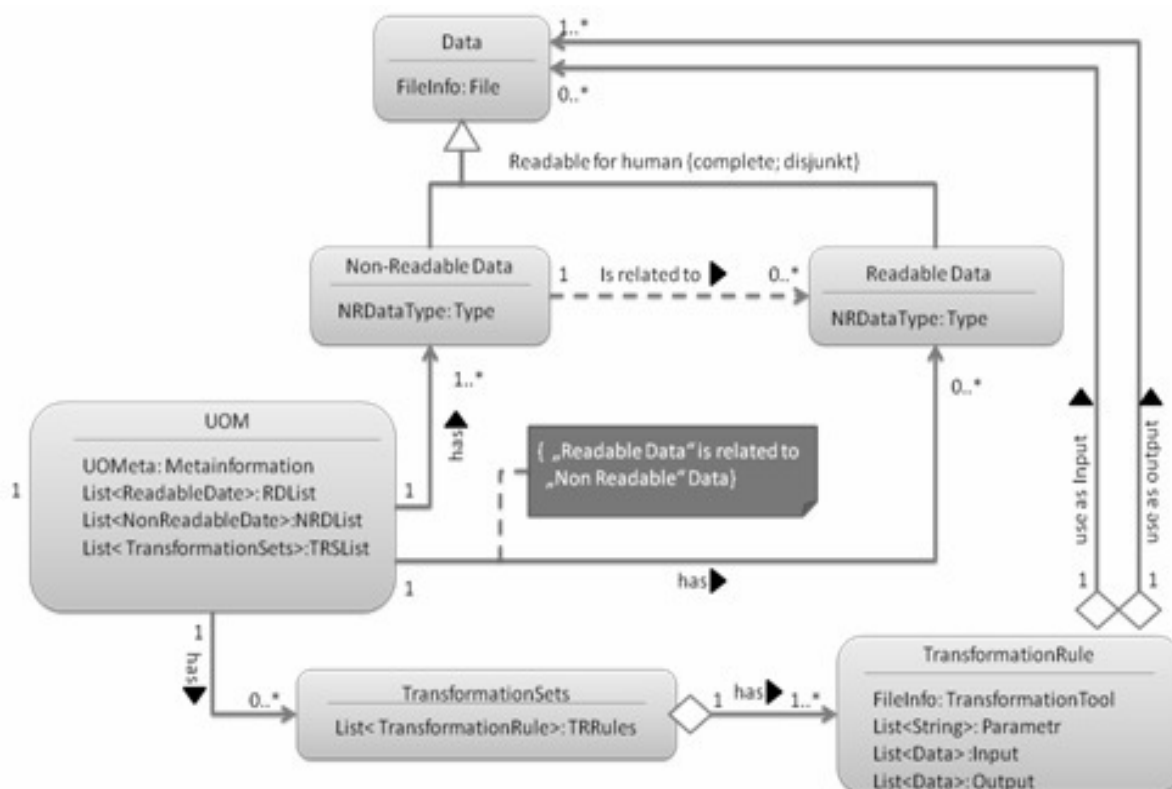 Data
FileInfo: File
1..*
0..*
Readable for human {complete; disjunkt}
Non-Readable Data
NRDataType: Type
1
Is related to
0..*
Readable Data
NRDataType: Type
1..*
has
0..*
UOM
UOMeta: Metainformation
List<ReadableDate>: RDList
List<NonReadableDate>:NRDList
List< TransformationSets>:TRSList
1
1
1
{ „Readable Data“ is related to
„Non Readable“ Data}
has
use as Input
use as output
1
1
1
has
0..*
TransformationSets
List< TransformationRule>: TRRules
1
has
1..*
TransformationRule
FileInfo: TransformationTool
List<String>: Parametr
List<Data> :Input
List<Data>: Output